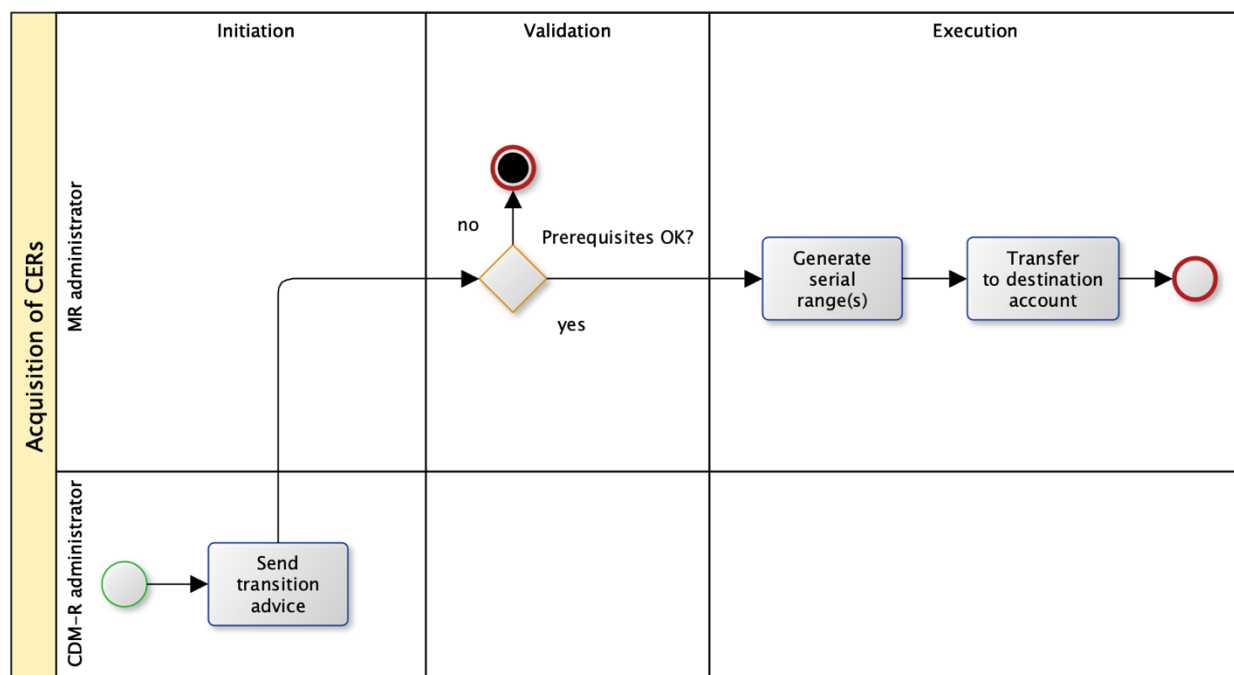 Acquisition of CERs
Initiation
Validation
Execution
MR administrator
no
Prerequisites OK?
yes
Generate
serial
range(s)
Transfer
to destination
account
CDM-R administrator
Send
transition
advice